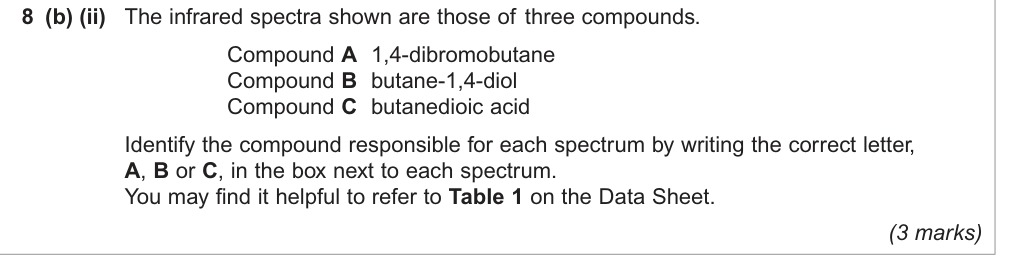 8 (b) (ii) The infrared spectra shown are those of three compounds.
Compound A 1,4-dibromobutane
Compound B butane-1,4-diol
Compound C butanedioic acid
Identify the compound responsible for each spectrum by writing the correct letter,
A, B or C, in the box next to each spectrum.
You may find it helpful to refer to Table 1 on the Data Sheet.
(3 marks)